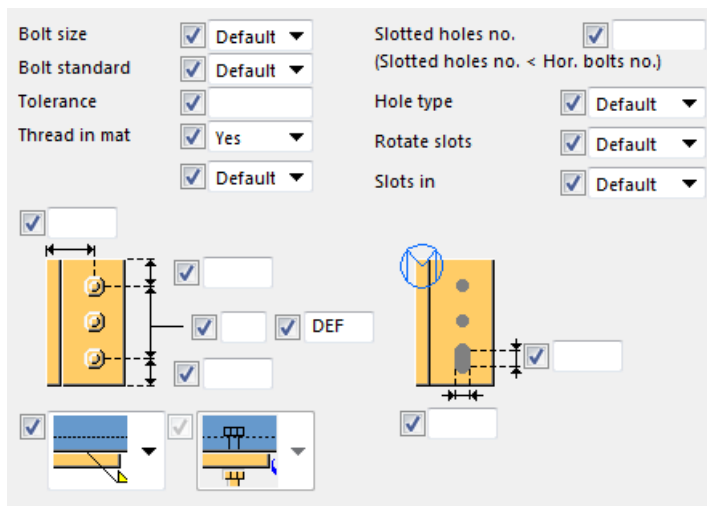 Bolt size Default
Bolt standard Default
Tolerance
Thread in mat Yes
Default
Slotted holes no.
(Slotted holes no. < Hor. bolts no.)
Hole type Default
Rotate slots Default
Slots in Default
DEF